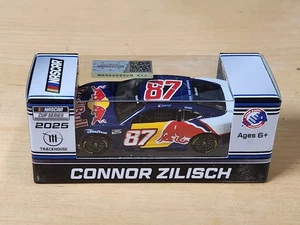 NASCAR
87
NASCAR
CUP SERIES
2025
TRACKHOUSE
Red Bull
87
Ages 6+
CONNOR ZILISCH